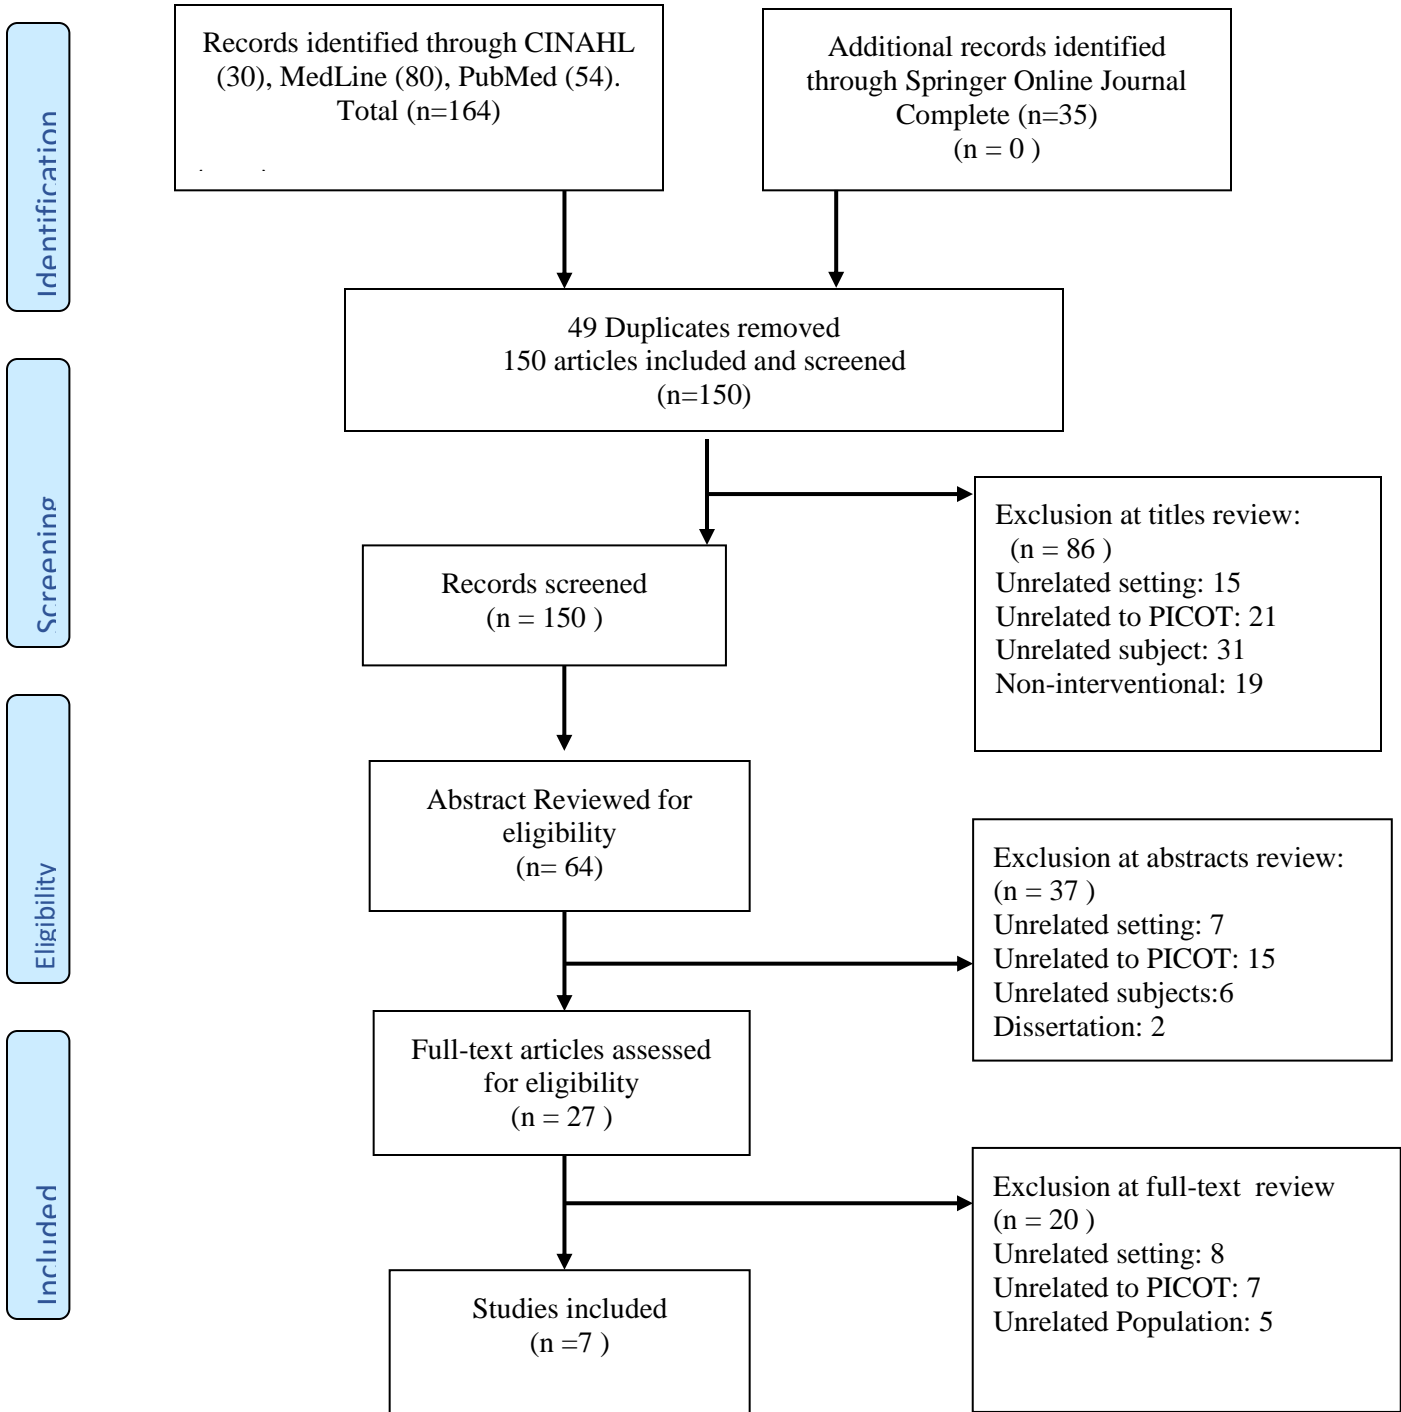 Identification
Records identified through CINAHL
(30), MedLine (80), PubMed (54).
Total (n=164)
Additional records identified
through Springer Online Journal
Complete (n=35)
(n = 0 )
49 Duplicates removed
150 articles included and screened
(n=150)
Screening
Exclusion at titles review:
(n = 86 )
Unrelated setting: 15
Unrelated to PICOT: 21
Unrelated subject: 31
Non-interventional: 19
Records screened
(n = 150 )
Eligibility
Abstract Reviewed for
eligibility
(n= 64)
Exclusion at abstracts review:
(n = 37 )
Unrelated setting: 7
Unrelated to PICOT: 15
Unrelated subjects:6
Dissertation: 2
Full-text articles assessed
for eligibility
(n = 27 )
Included
Exclusion at full-text review
(n = 20 )
Unrelated setting: 8
Unrelated to PICOT: 7
Unrelated Population: 5
Studies included
(n =7 )